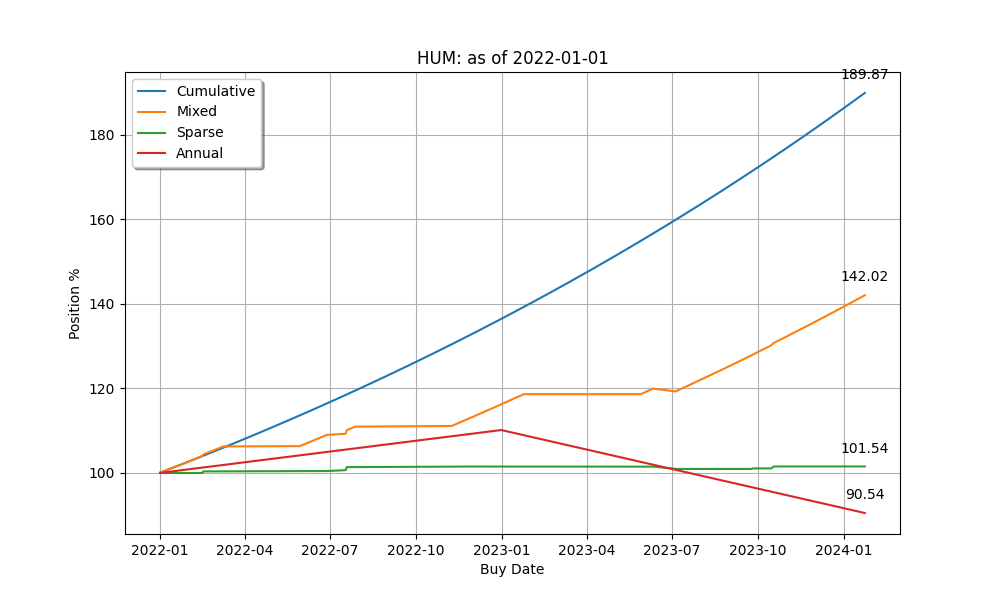 HUM: as of 2022-01-01
189.87
Cumulative
Mixed
Sparse
Annual
180
160
142.02
140
120
101.54
100
90.54
Position %
2022-01 2022-04 2022-07 2022-10 2023-01 2023-04 2023-07 2023-10 2024-01
Buy Date